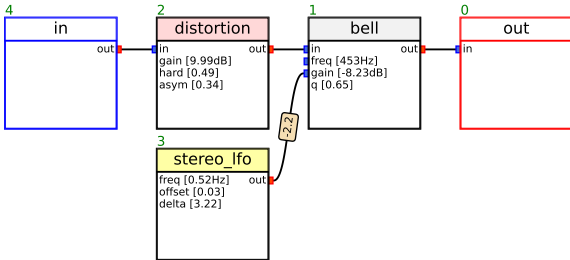 4
in
out
2
distortion
in
out
gain [9.99dB]
hard [0.49]
asym [0.34]
1
bell
in
out
freq [453Hz]
gain [-8.23dB]
q [0.65]
0
out
in
-2.2
3
stereo_lfo
freq [0.52Hz]
out
offset [0.03]
delta [3.22]